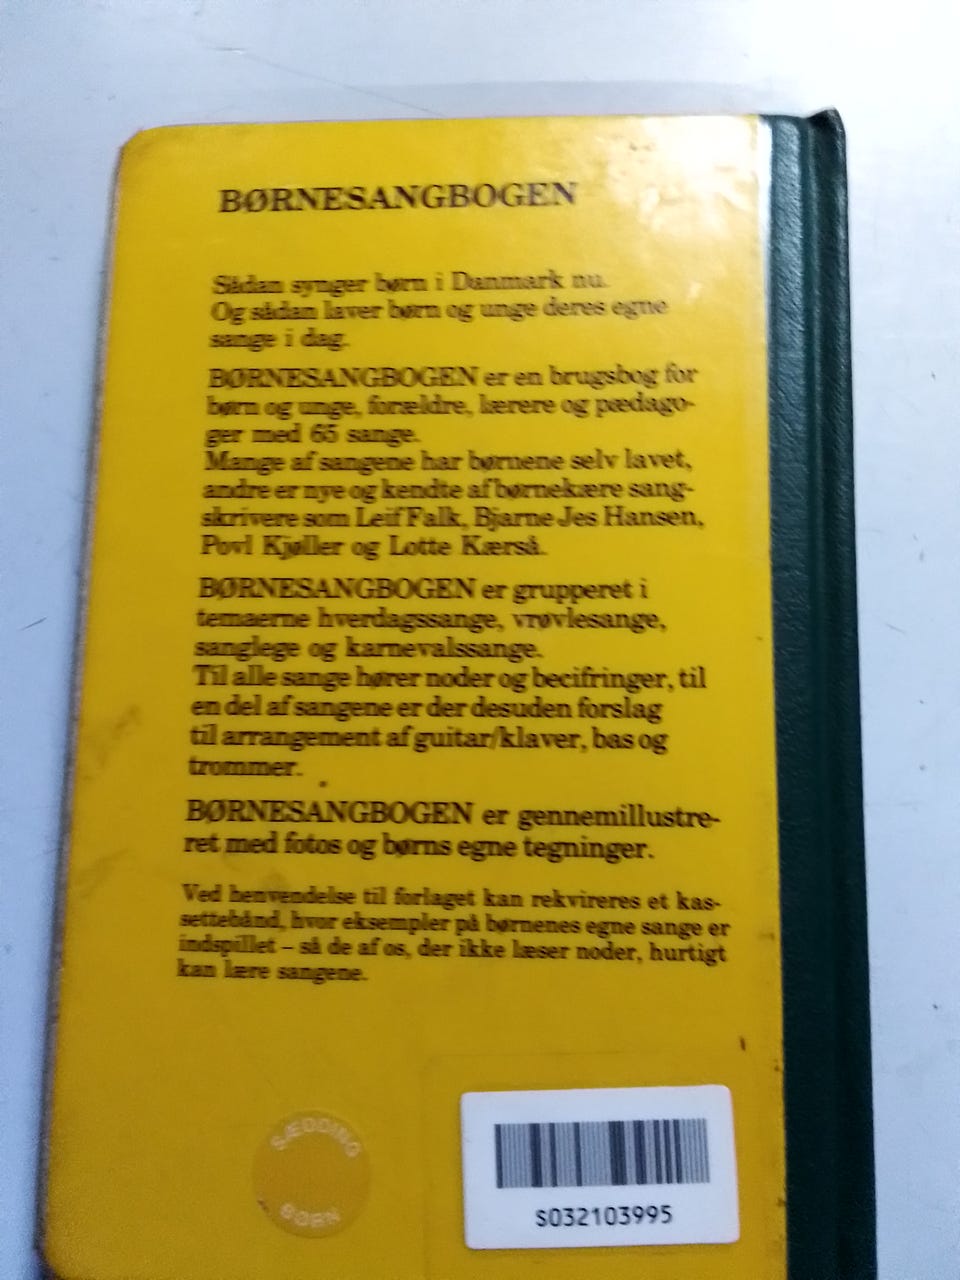 BØRNESANGBOGEN
Sådan synger børn i Danmark nu.
Og sådan laver børn og unge deres egne
sange i dag.
BØRNESANGBOGEN er en brugsbog for
børn og unge, forældre, lærere og pædago-
ger med 65 sange.
Mange af sangene har børnene selv lavet,
andre er nye og kendte af børnekære sang-
skrivere som Leif Falk, Bjarne Jes Hansen,
Povl Kjøller og Lotte Kærså.
BØRNESANGBOGEN er grupperet i
temaerne hverdagssange, vrøvlesange,
sanglege og karnevalssange.
Til alle sange hører noder og becifringer, til
en del af sangene er der desuden forslag
til arrangement af guitar/klaver, bas og
trommer.
BØRNESANGBOGEN er gennemillustre-
ret med fotos og børns egne tegninger.
Ved henvendelse til forlaget kan rekvireres et kas-
settebånd, hvor eksempler på børnenes egne sange er
indspillet – så de af os, der ikke læser noder, hurtigt
kan lære sangene.
SÆDDING
BØRN
S032103995